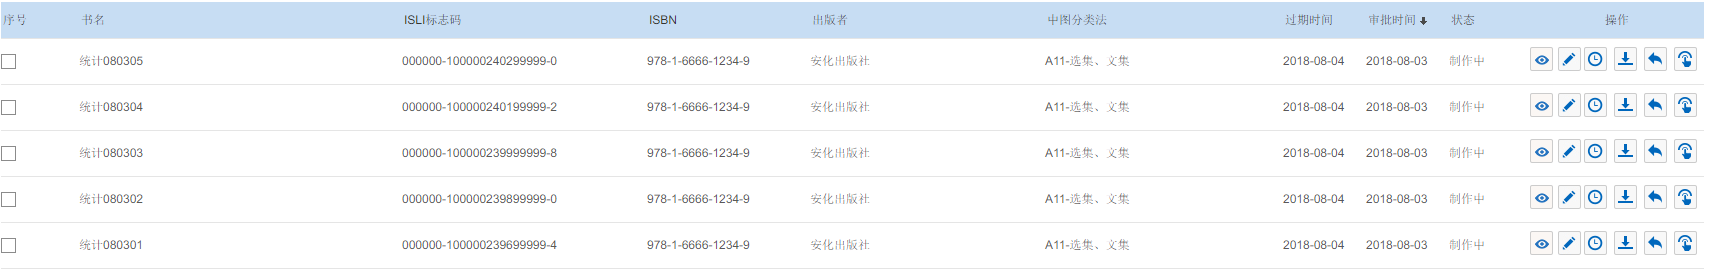 序号 书名 ISLI标志码 ISBN 出版者 中图分类法 过期时间 审批时间 状态 操作
统计080305 000000-100000240299999-0 978-1-6666-1234-9 安化出版社 A11-选集、文集 2018-08-04 2018-08-03 制作中
统计080304 000000-100000240199999-2 978-1-6666-1234-9 安化出版社 A11-选集、文集 2018-08-04 2018-08-03 制作中
统计080303 000000-100000239999999-8 978-1-6666-1234-9 安化出版社 A11-选集、文集 2018-08-04 2018-08-03 制作中
统计080302 000000-100000239899999-0 978-1-6666-1234-9 安化出版社 A11-选集、文集 2018-08-04 2018-08-03 制作中
统计080301 000000-100000239699999-4 978-1-6666-1234-9 安化出版社 A11-选集、文集 2018-08-04 2018-08-03 制作中